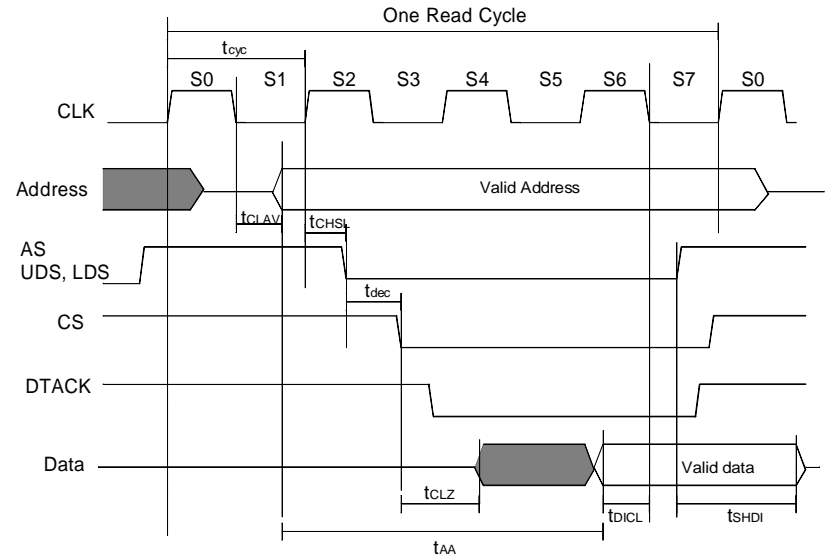 One Read Cycle
tcyc
S0 S1 S2 S3 S4 S5 S6 S7 S0
CLK
Address
Valid Address
tCLAV
tCHSL
AS
UDS, LDS
tdec
CS
DTACK
Data
Valid data
tCLZ
tDICL
tSHDI
tAA